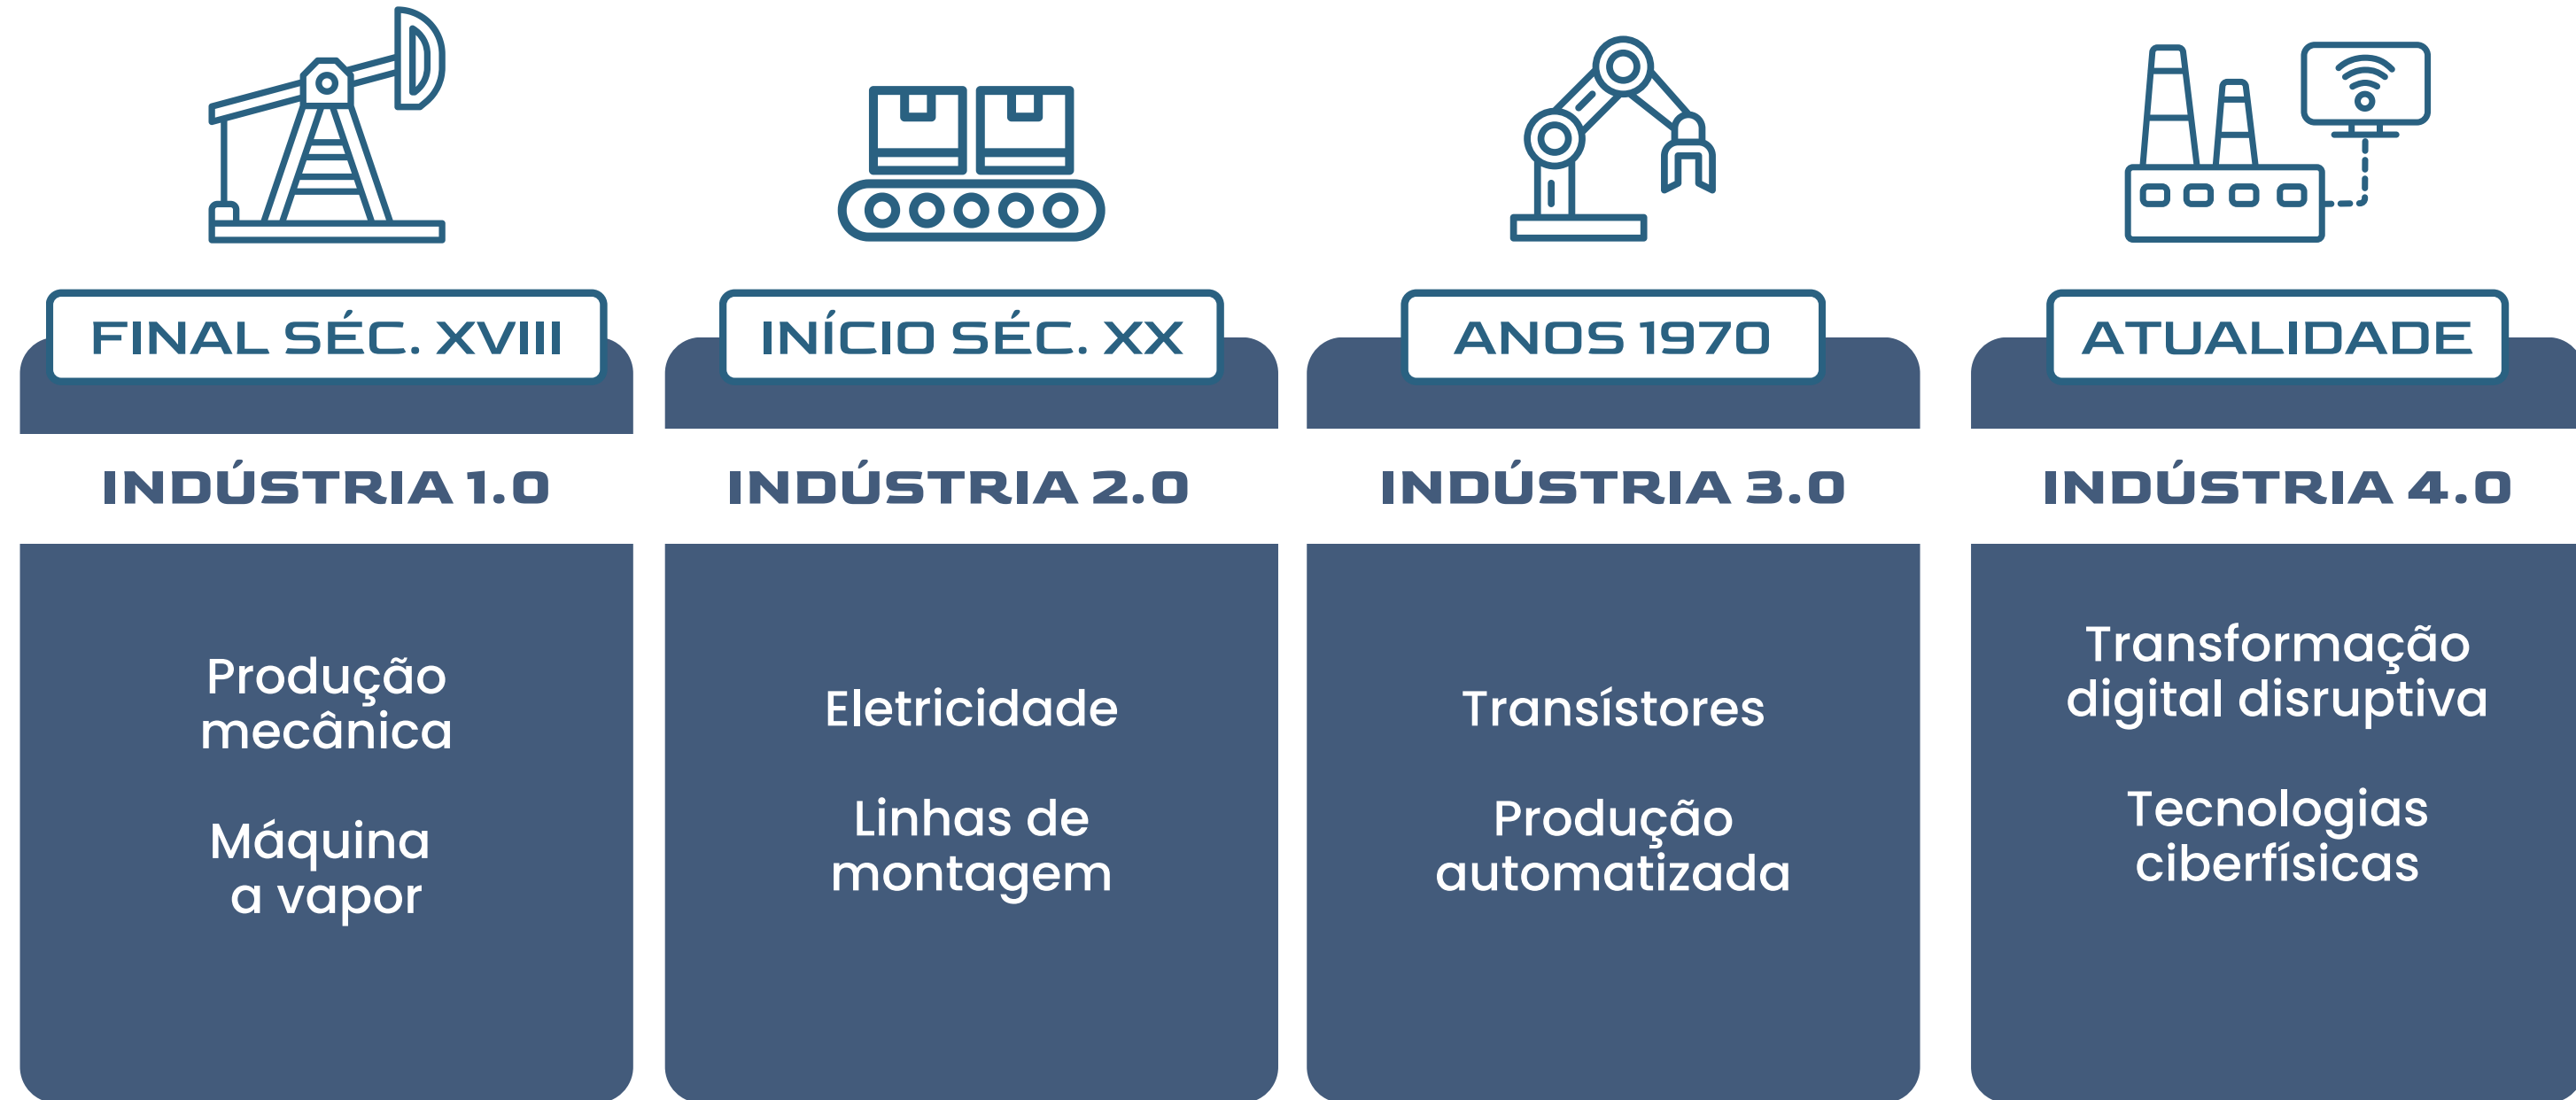 FINAL SÉC. XVIII
INDÚSTRIA 1.0
Produção
mecânica
Máquina
a vapor
INÍCIO SÉC. XX
INDÚSTRIA 2.0
Eletricidade
Linhas de
montagem
ANOS 1970
INDÚSTRIA 3.0
Transístores
Produção
automatizada
ATUALIDADE
INDÚSTRIA 4.0
Transformação
digital disruptiva
Tecnologias
ciberfísicas